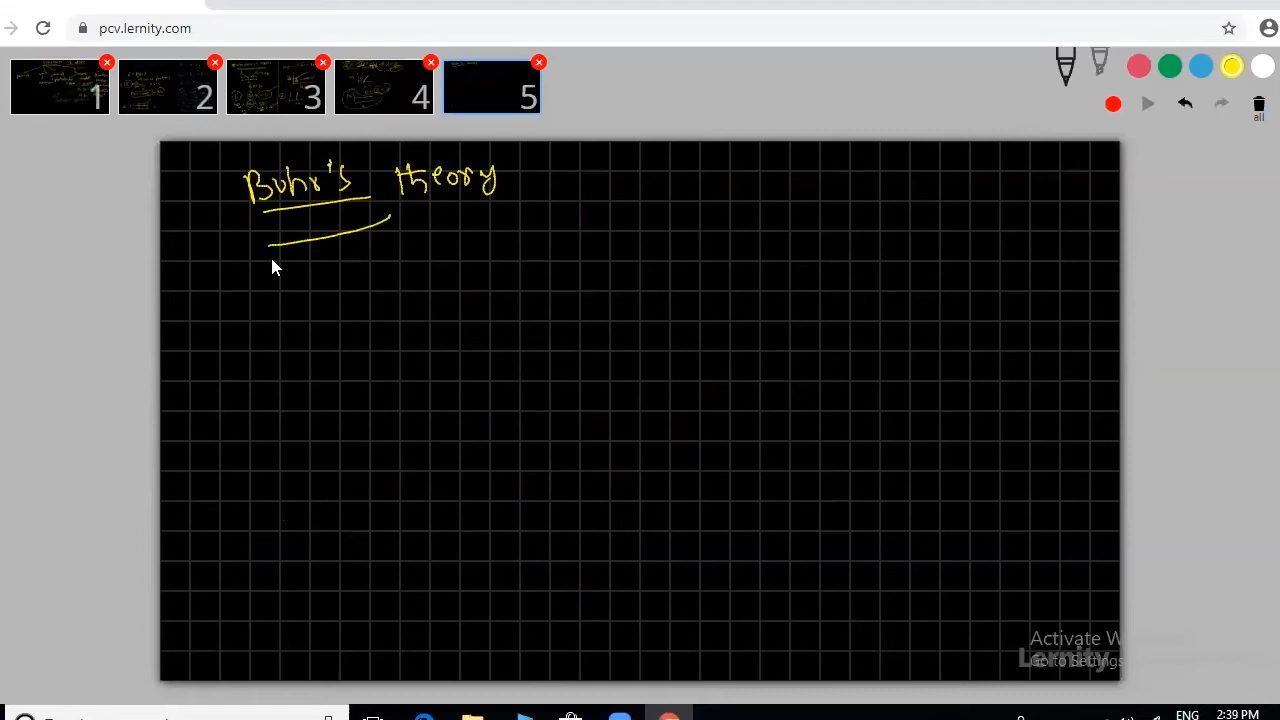 pcv.lernity.com
1 2 3 4 5
all
Bohr's theory
Activate W
Lernity
Go to Settings
ENG 2:39 PM